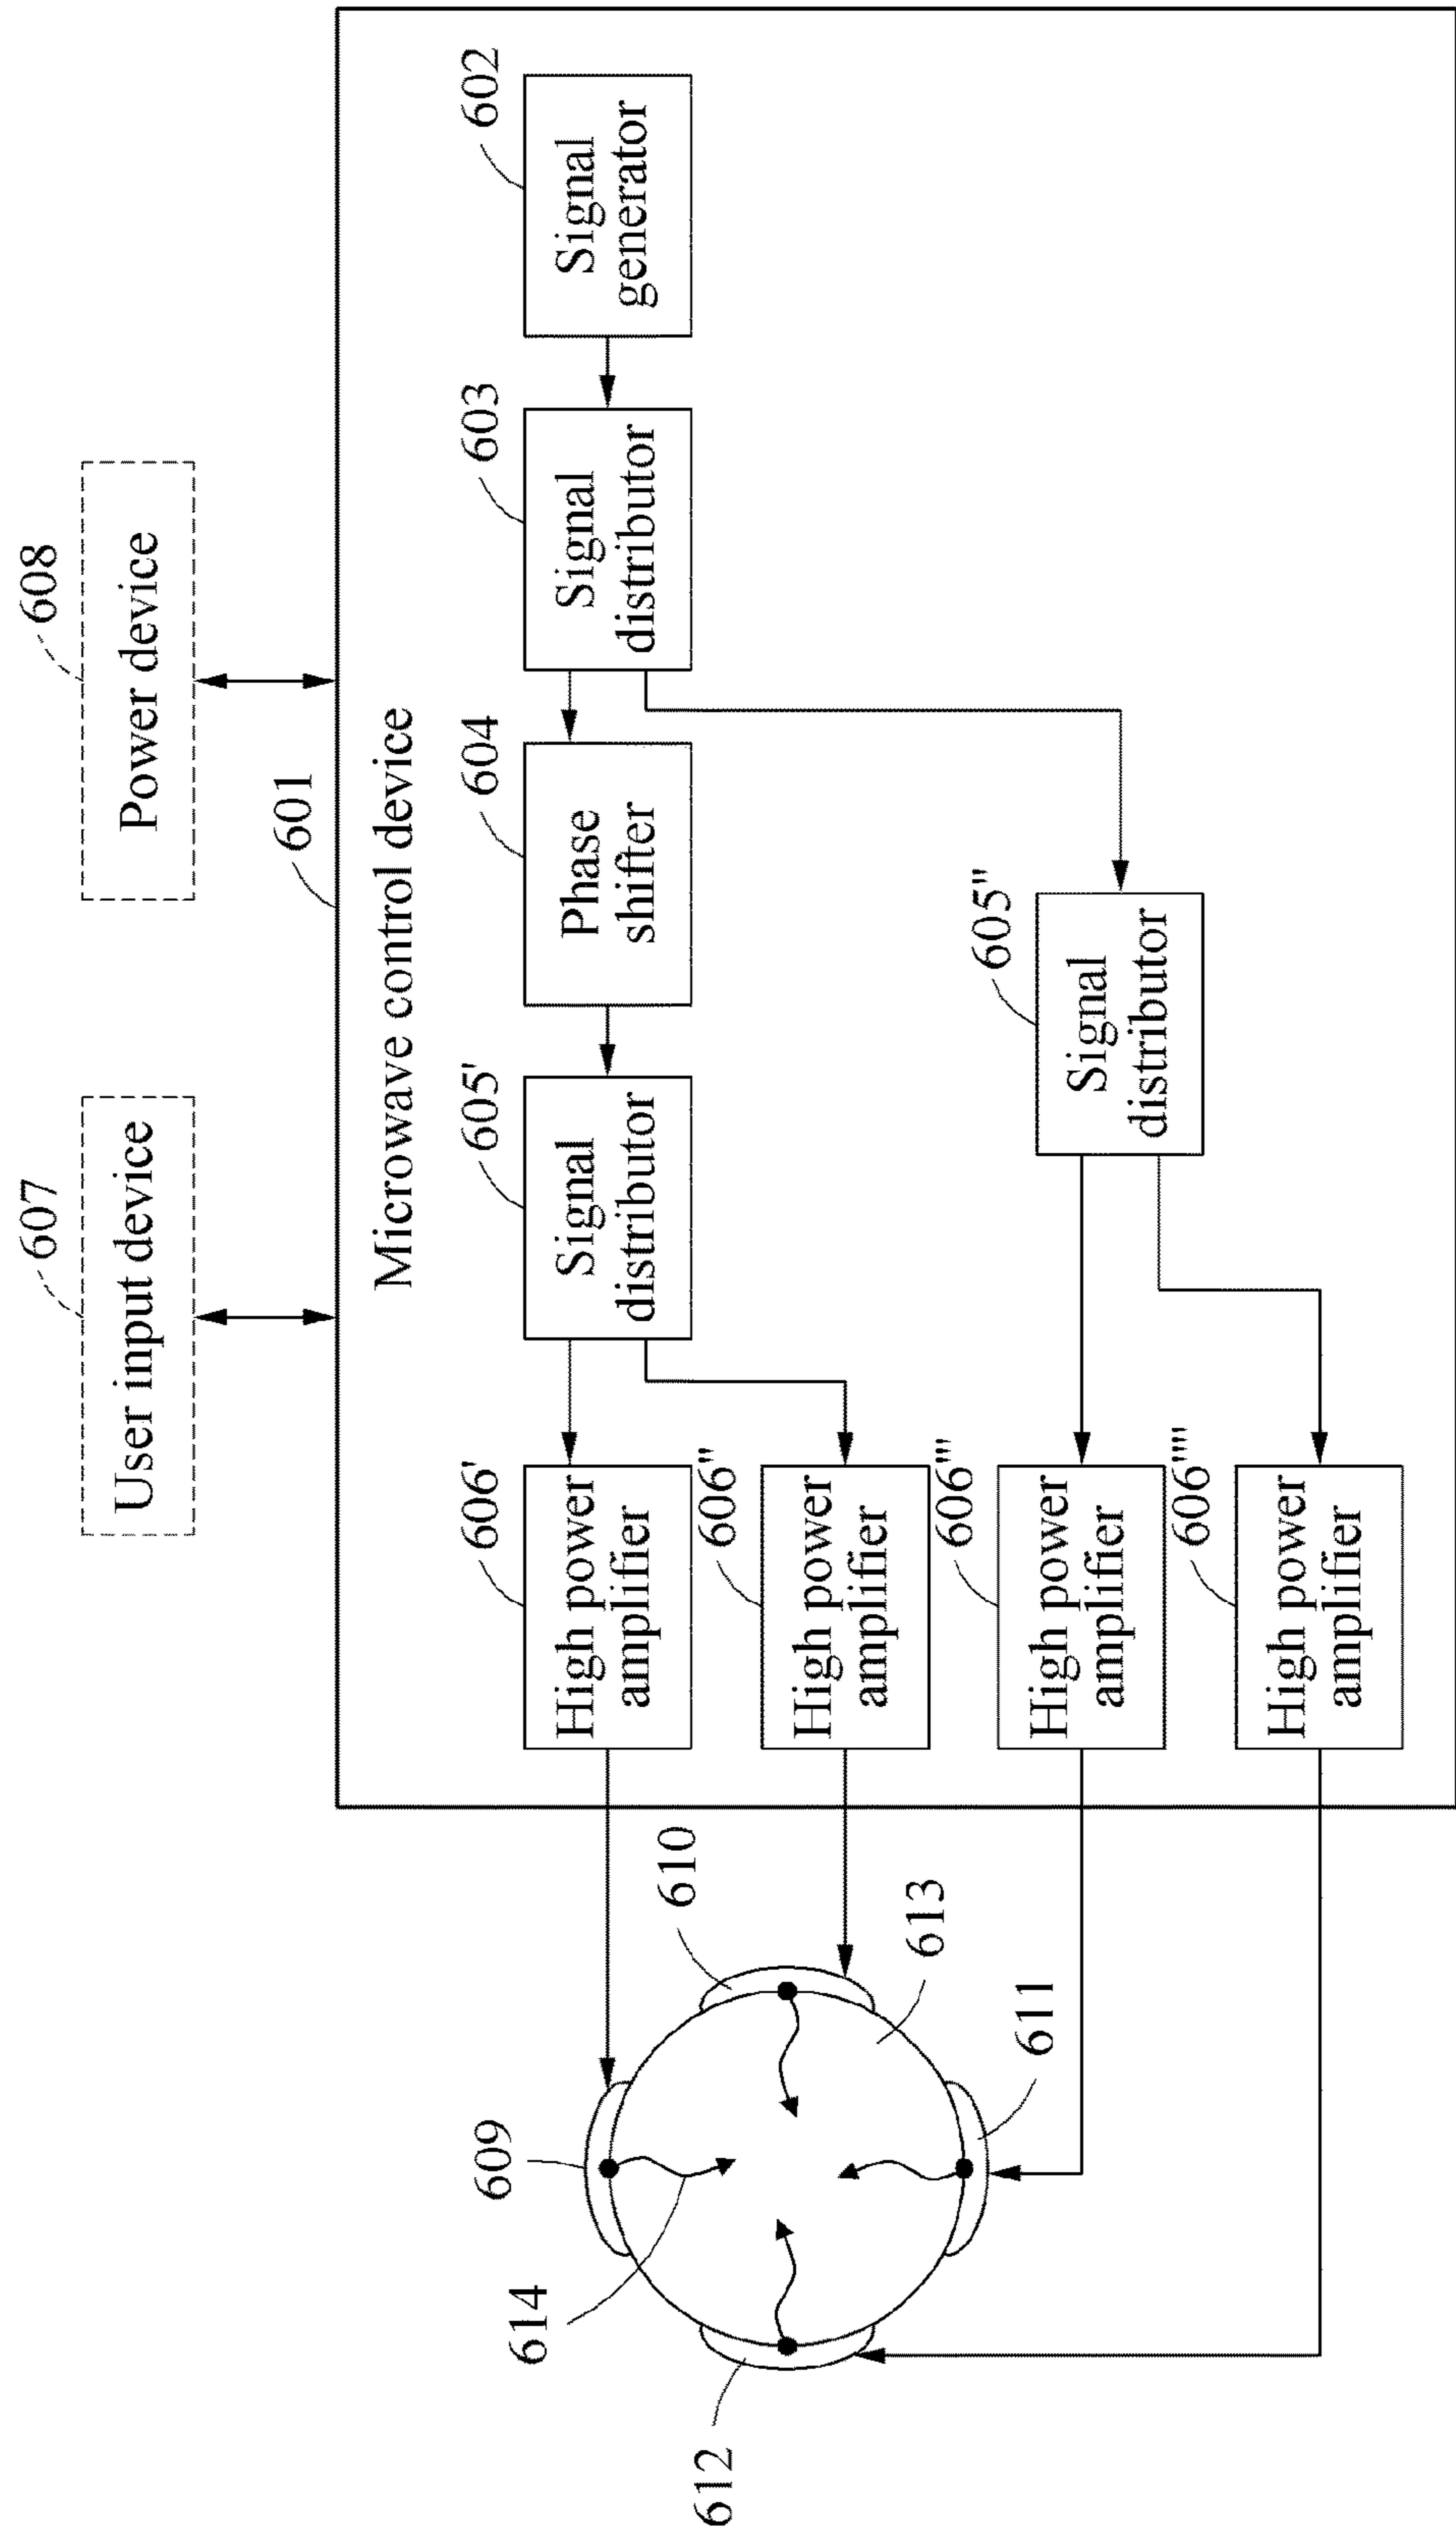 607
User input device
608
Power device
601
Microwave control device
606'
High power
amplifier
605'
Signal
distributor
604
Phase
shifter
603
Signal
distributor
602
Signal
generator
606''
High power
amplifier
606'''
High power
amplifier
605''
Signal
distributor
606''''
High power
amplifier
609
610
611
612
613
614